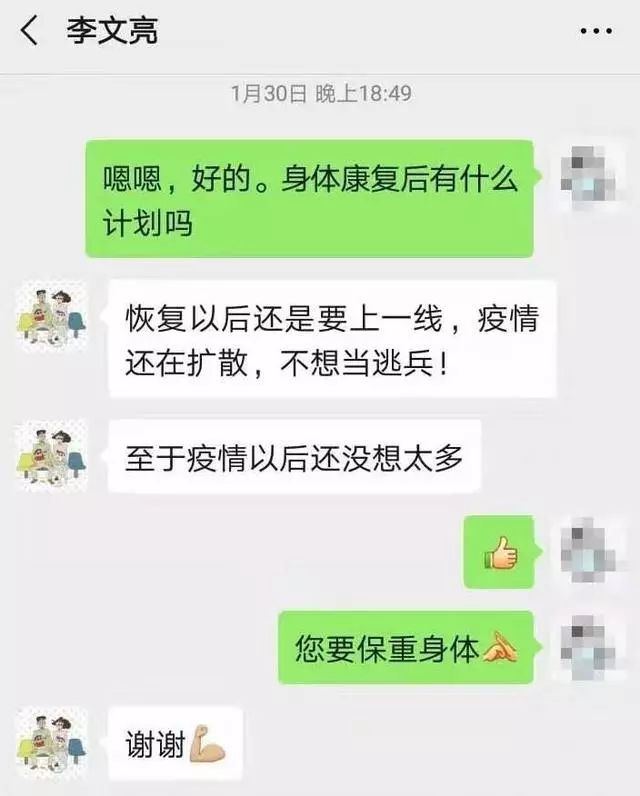 李文亮
1月30日 晚上18:49
嗯嗯，好的。身体康复后有什么
计划吗
恢复以后还是要上一线，疫情
还在扩散，不想当逃兵！
至于疫情以后还没想太多
👍
您要保重身体🙏
谢谢💪